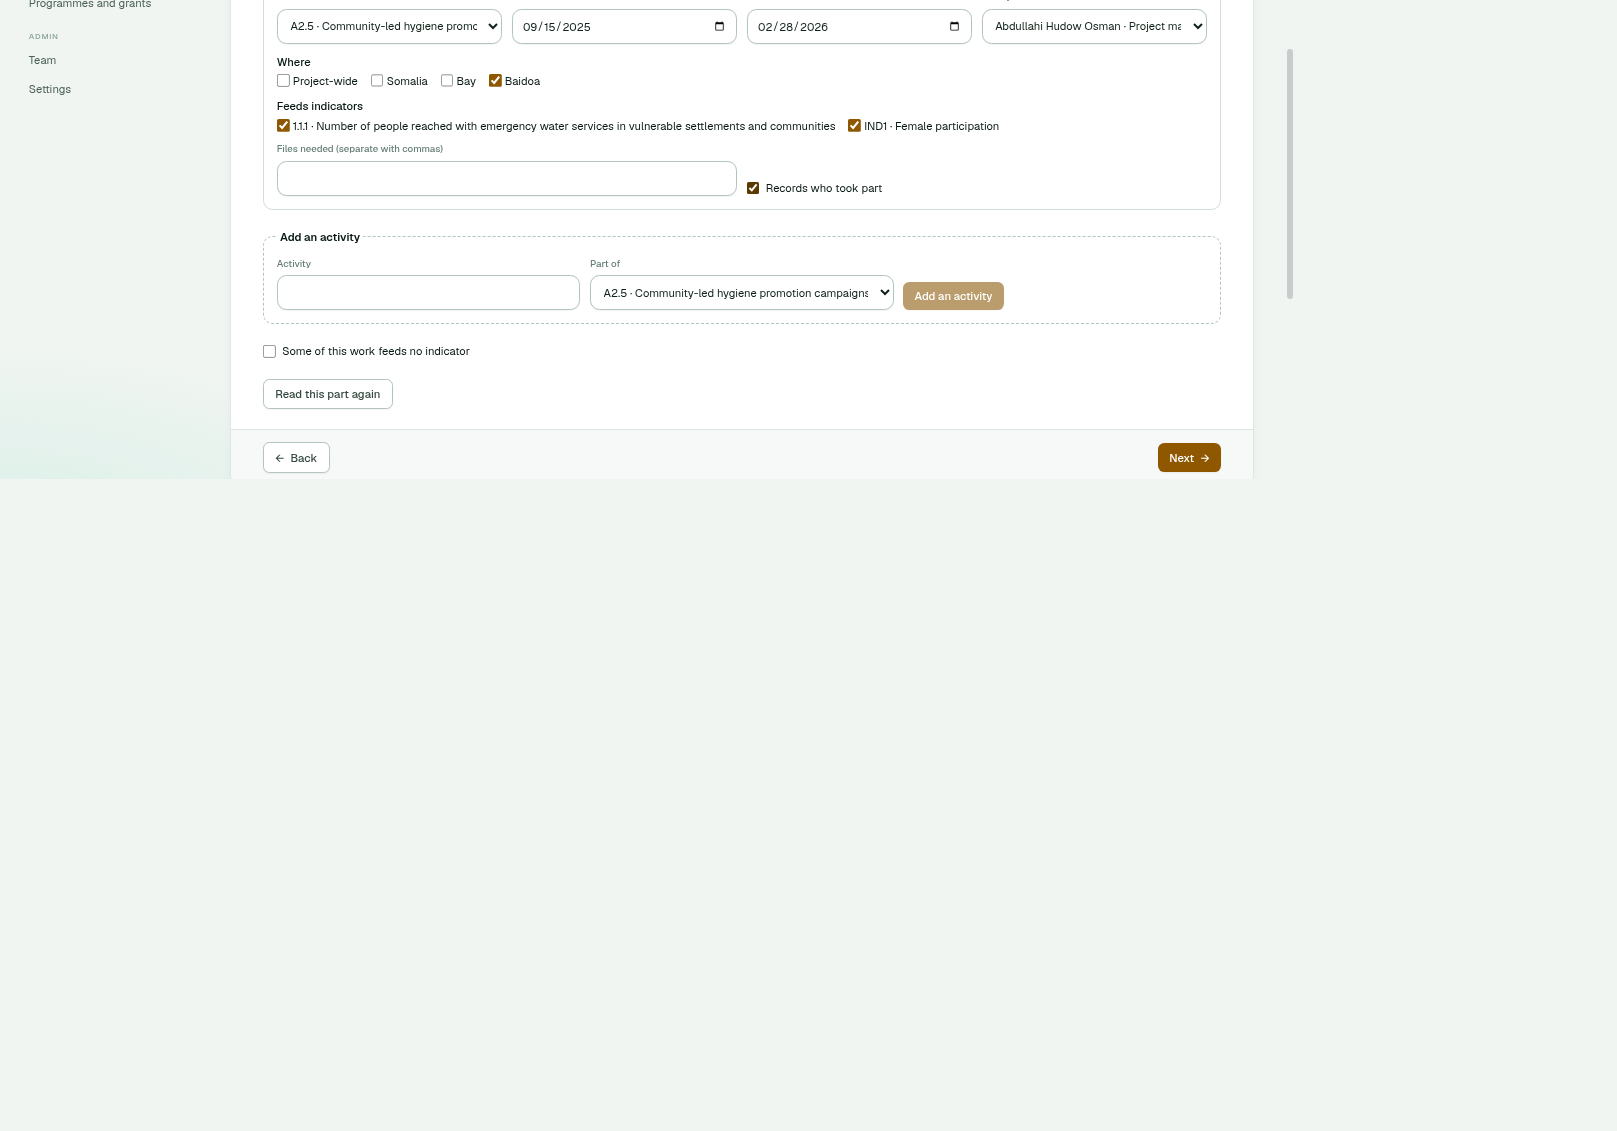 Programmes and grants
ADMIN
Team
Settings
A2.5 · Community-led hygiene promo
09/15/2025
02/28/2026
Abdullahi Hudow Osman · Project ma
Where
Project-wide
Somalia
Bay
Baidoa
Feeds indicators
1.1.1 · Number of people reached with emergency water services in vulnerable settlements and communities
IND1 · Female participation
Files needed (separate with commas)
Records who took part
Add an activity
Activity
Part of
A2.5 · Community-led hygiene promotion campaigns
Add an activity
Some of this work feeds no indicator
Read this part again
← Back
Next →